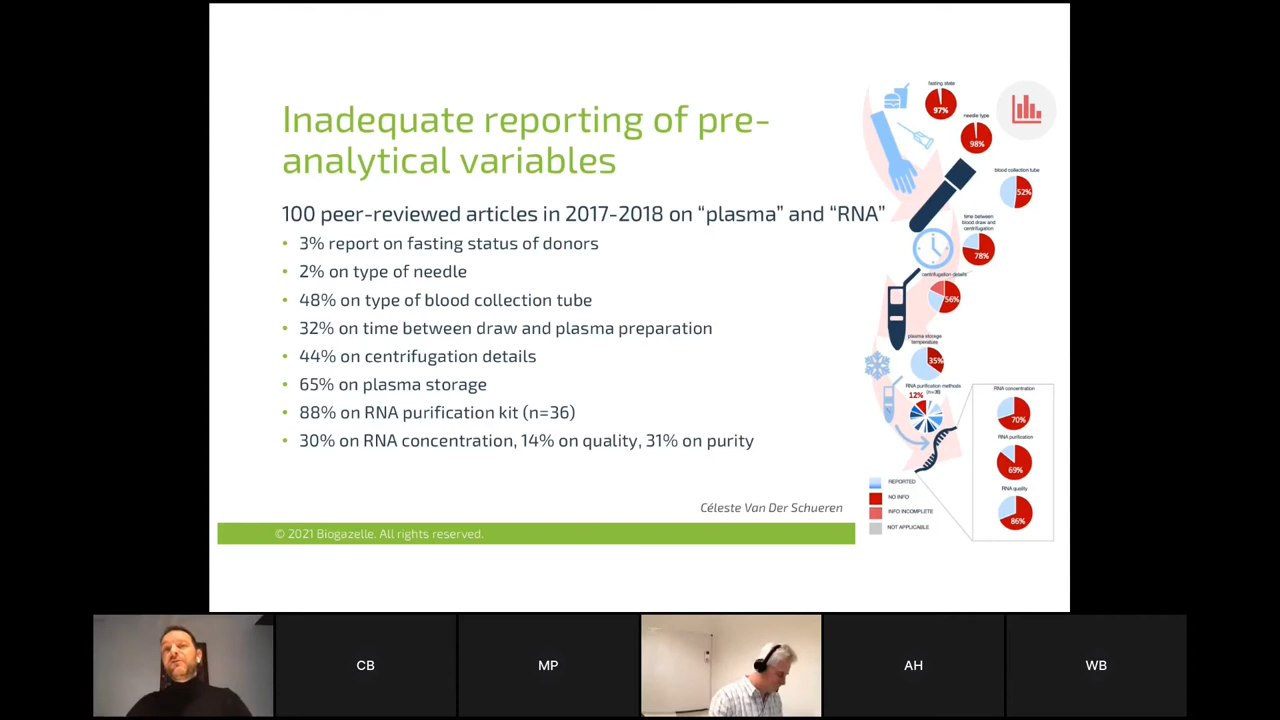 Inadequate reporting of pre-
analytical variables
100 peer-reviewed articles in 2017-2018 on “plasma” and “RNA”
• 3% report on fasting status of donors
• 2% on type of needle
• 48% on type of blood collection tube
• 32% on time between draw and plasma preparation
• 44% on centrifugation details
• 65% on plasma storage
• 88% on RNA purification kit (n=36)
• 30% on RNA concentration, 14% on quality, 31% on purity
Céleste Van Der Schueren
© 2021 Biogazelle. All rights reserved.
fasting state
97%
needle type
98%
blood collection tube
52%
time between
blood draw and
centrifugation
78%
centrifugation details
56%
plasma storage
temperature
35%
RNA purification methods
(n=36)
12%
RNA concentration
70%
RNA purification
69%
RNA quality
86%
REPORTED
NO INFO
INFO INCOMPLETE
NOT APPLICABLE
CB
MP
AH
WB